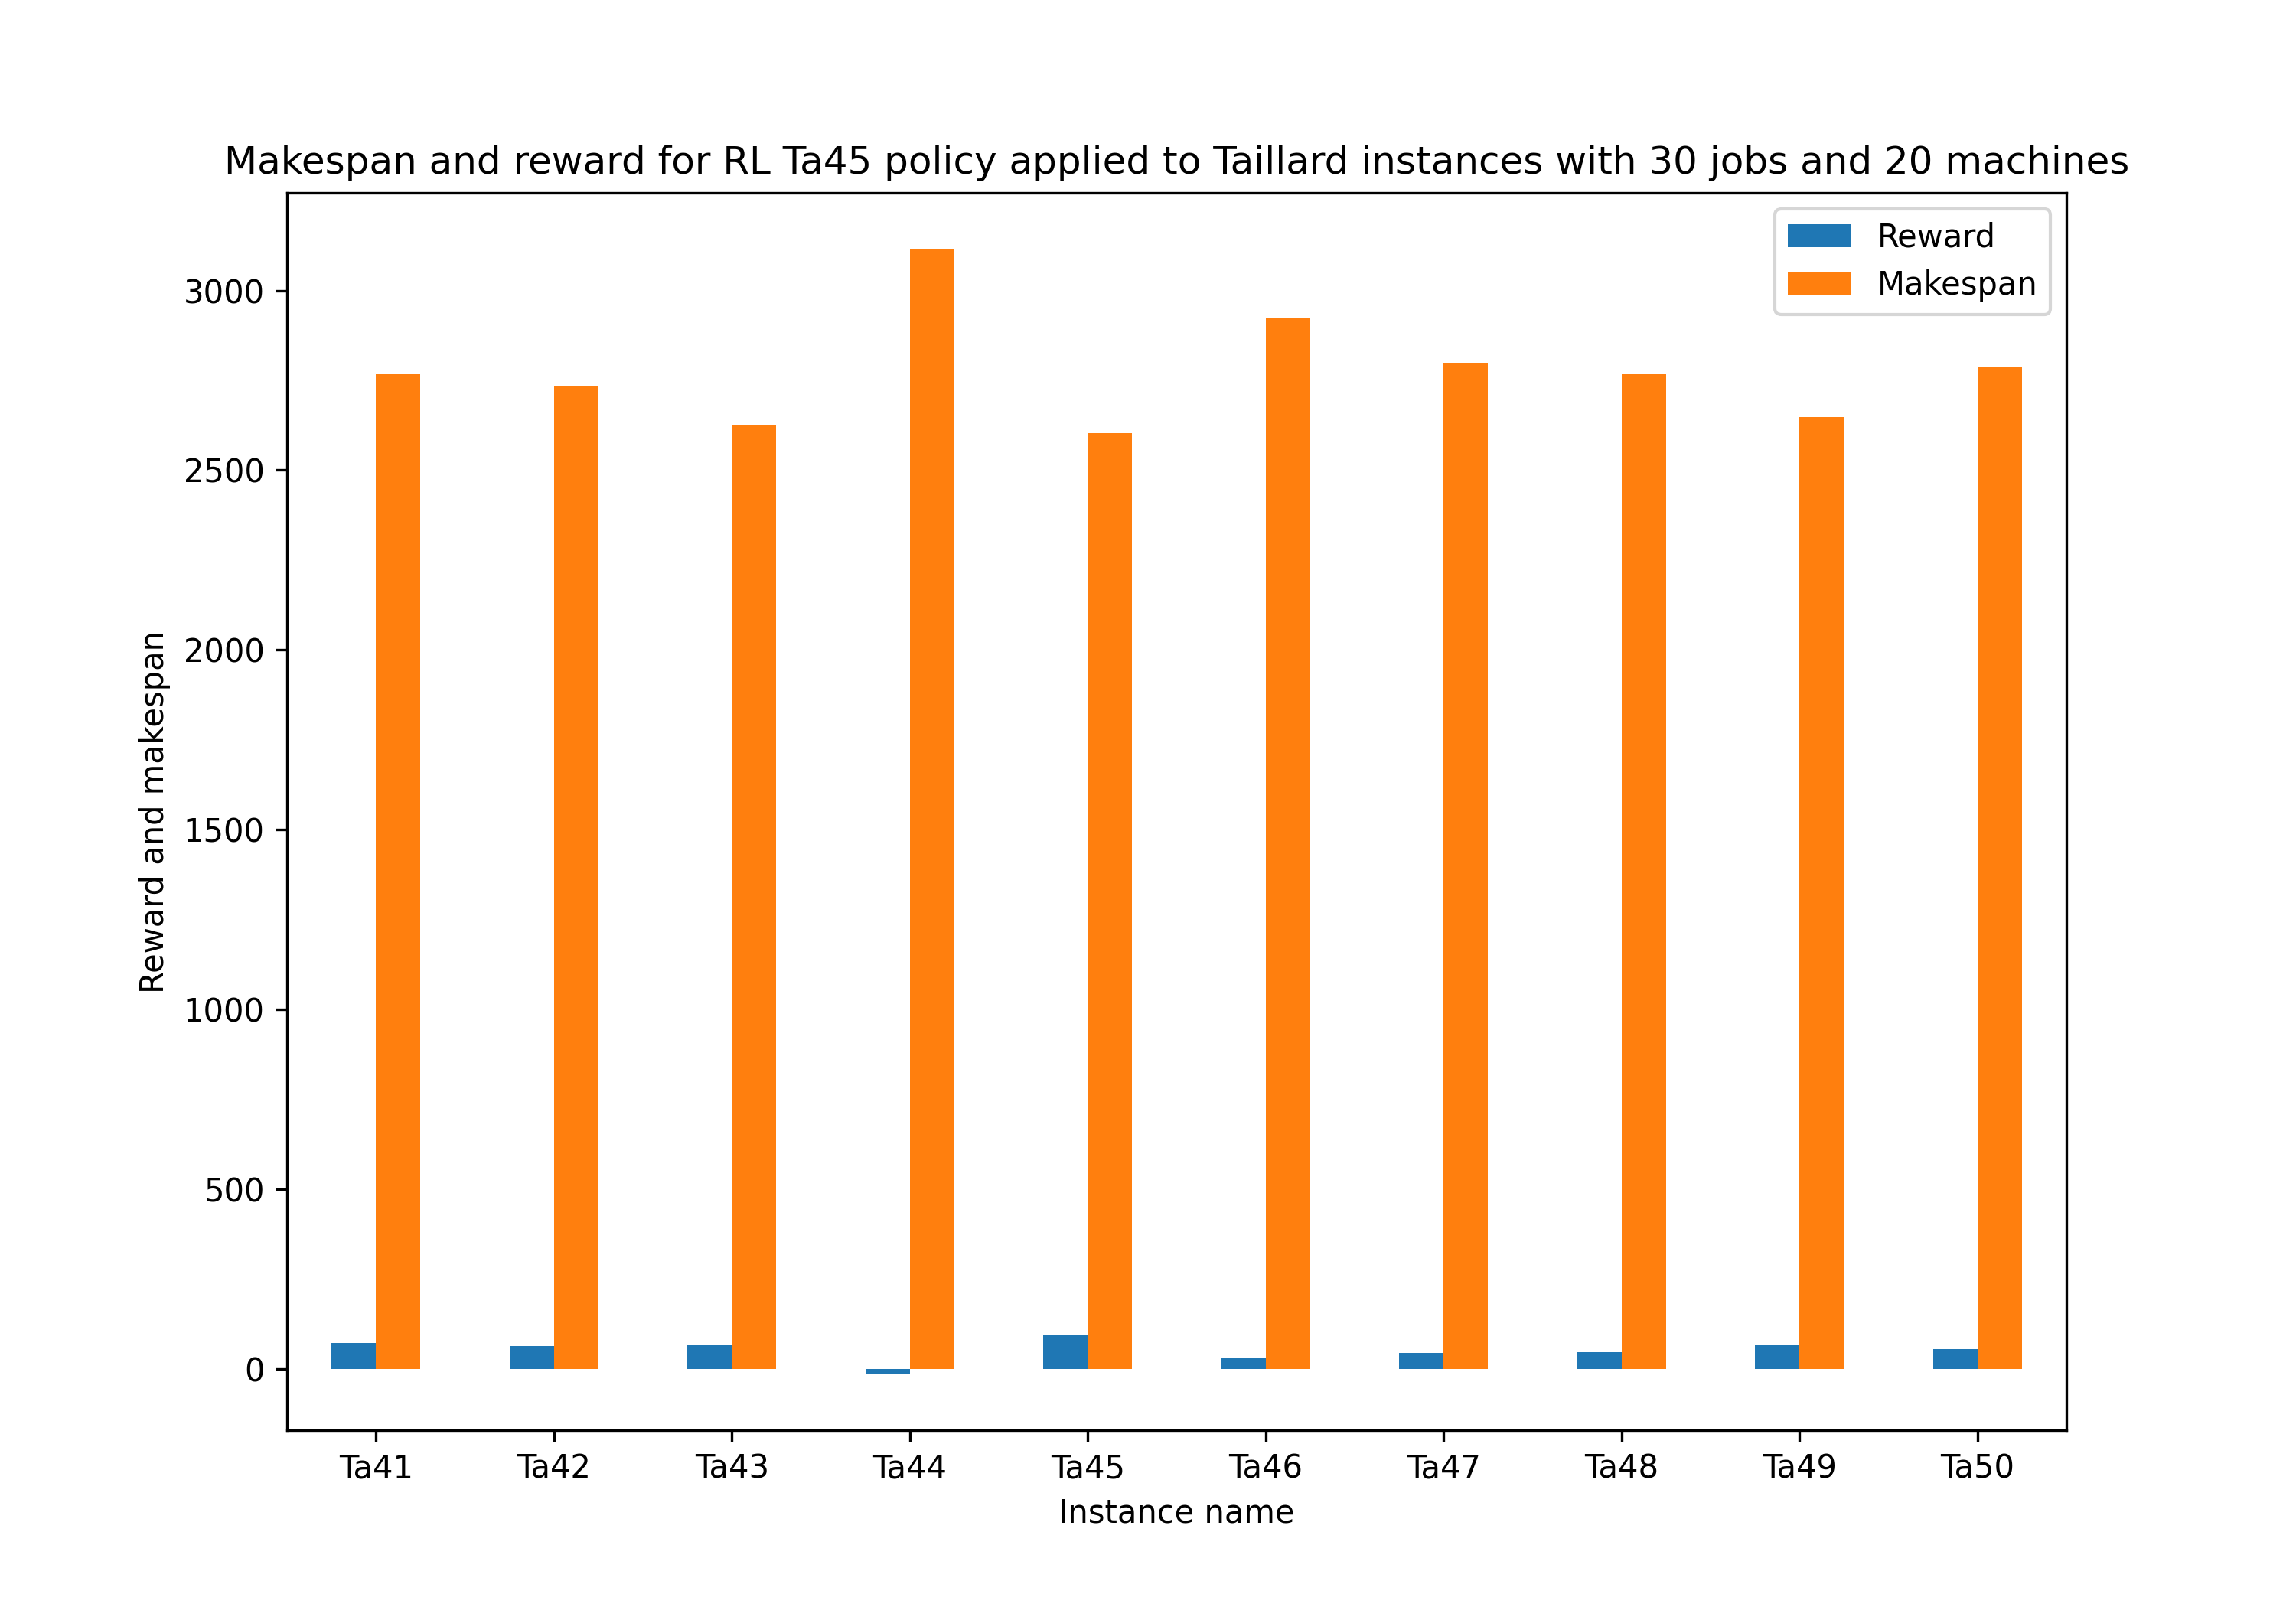 Makespan and reward for RL Ta45 policy applied to Taillard instances with 30 jobs and 20 machines
Reward
Makespan
3000
2500
2000
1500
1000
500
0
Reward and makespan
Ta41 Ta42 Ta43 Ta44 Ta45 Ta46 Ta47 Ta48 Ta49 Ta50
Instance name